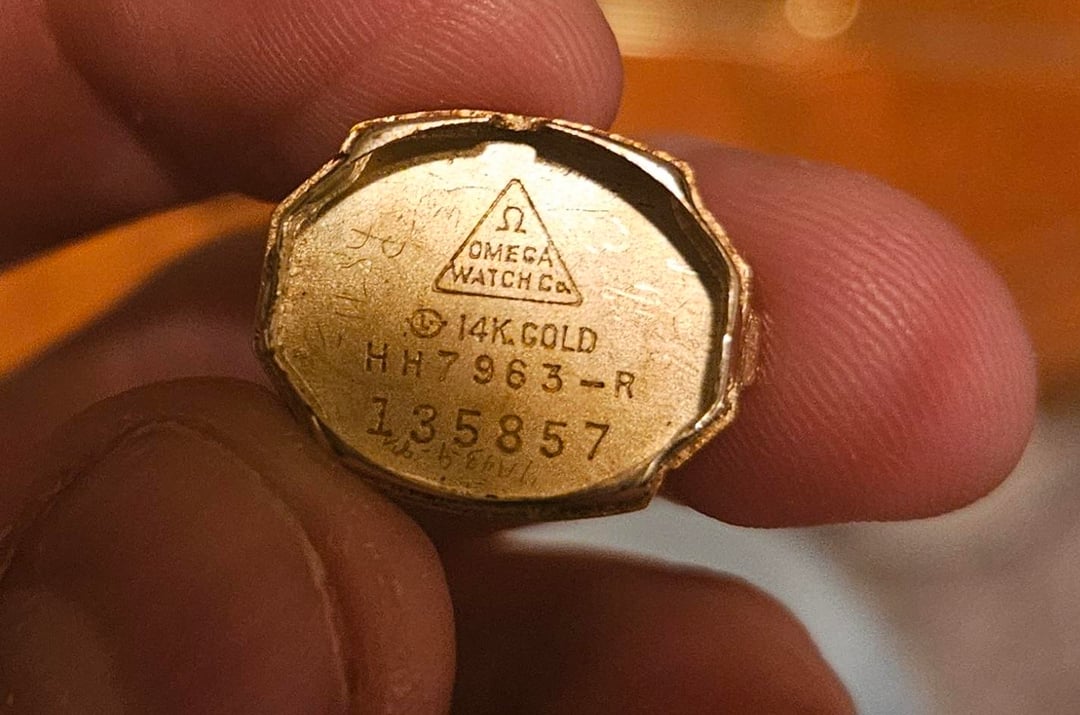 Ω
OMEGA
WATCH Co.
14K.GOLD
HH7963-R
135857